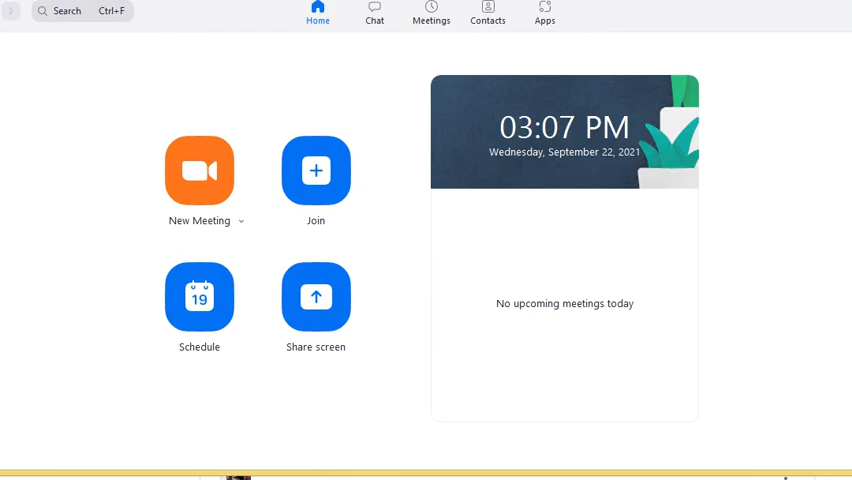 Search Ctrl+F
Home Chat Meetings Contacts Apps
03:07 PM
Wednesday, September 22, 2021
New Meeting
Join
19
Schedule
Share screen
No upcoming meetings today